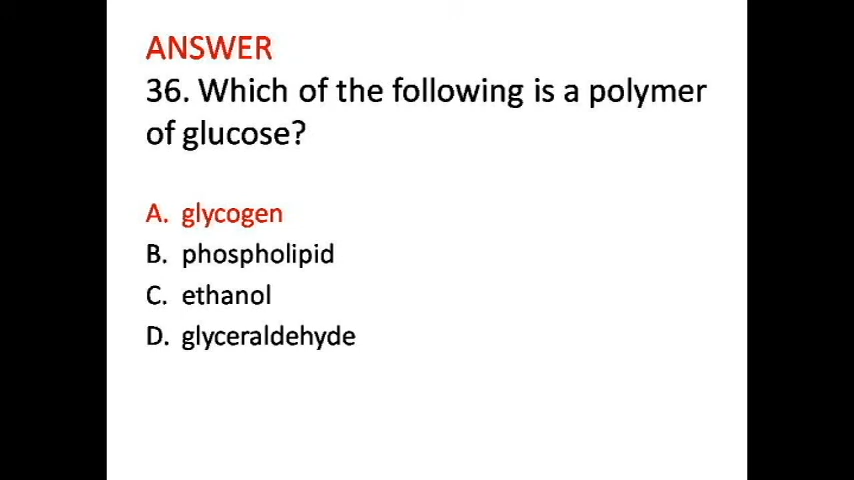 ANSWER
36. Which of the following is a polymer
of glucose?
A. glycogen
B. phospholipid
C. ethanol
D. glyceraldehyde